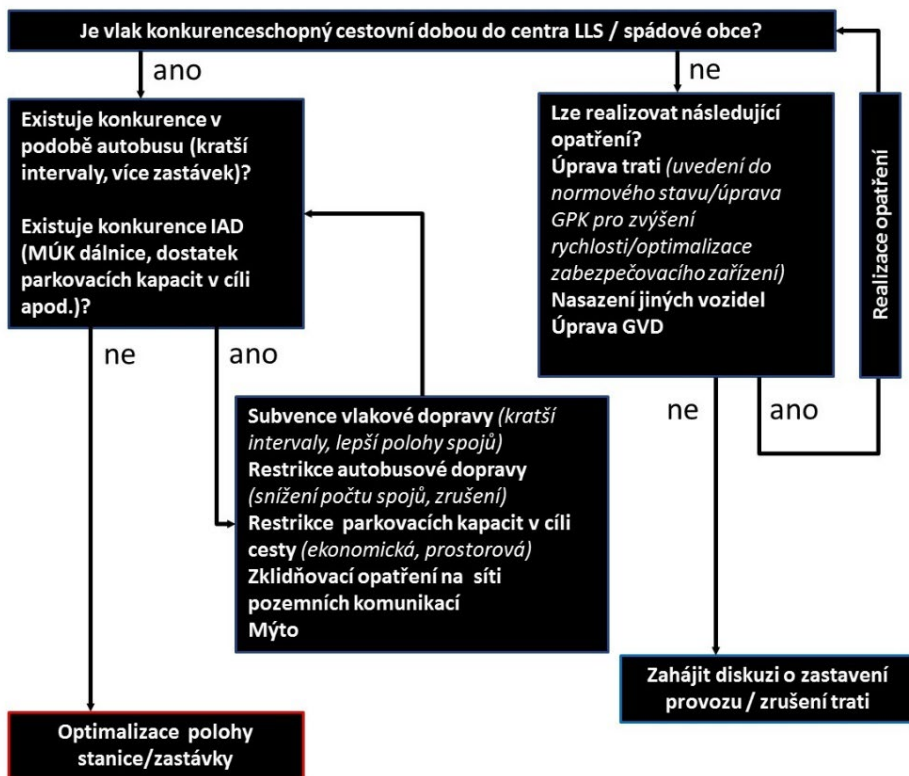 Je vlak konkurenceschopný cestovní dobou do centra LLS / spádové obce?
ano
ne
Existuje konkurence v
podobě autobusu (kratší
intervaly, více zastávek)?
Existuje konkurence IAD
(MÚK dálnice, dostatek
parkovacích kapacit v cíli
apod.)?
Lze realizovat následující
opatření?
Úprava trati (uvedení do
normového stavu/úprava
GPK pro zvýšení
rychlosti/optimalizace
zabezpečovacího zařízení)
Nasazení jiných vozidel
Úprava GVD
Realizace opatření
ne
ano
ne
ano
Subvence vlakové dopravy (kratší
intervaly, lepší polohy spojů)
Restrikce autobusové dopravy
(snížení počtu spojů, zrušení)
Restrikce parkovacích kapacit v cíli
cesty (ekonomická, prostorová)
Zklidňovací opatření na síti
pozemních komunikací
Mýto
Zahájit diskuzi o zastavení
provozu / zrušení trati
Optimalizace polohy
stanice/zastávky